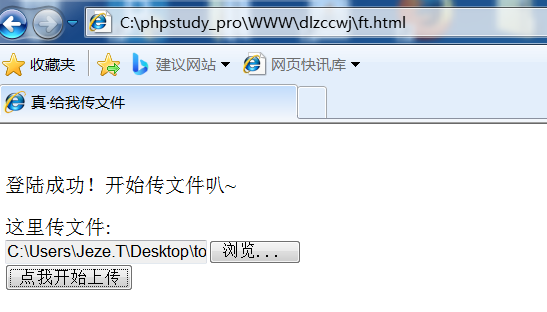 C:\phpstudy_pro\WWW\dlzccwj\ft.html
收藏夹 建议网站 网页快讯库
真·给我传文件
登陆成功！开始传文件叭~
这里传文件:
C:\Users\Jeze.T\Desktop\to 浏览...
点我开始上传